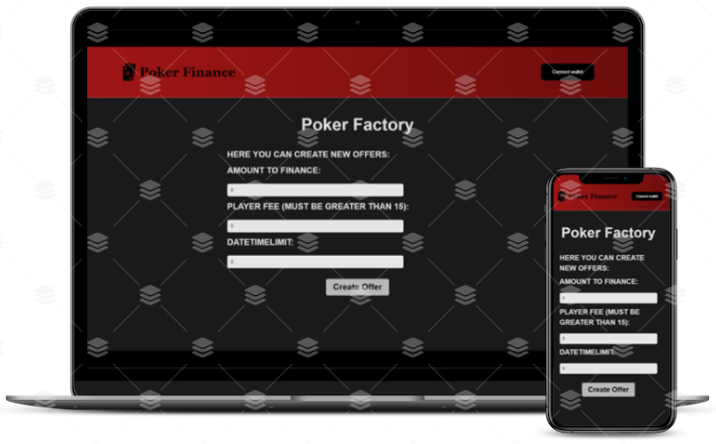 Poker Finance
Connect wallet
Poker Factory
HERE YOU CAN CREATE NEW OFFERS:
AMOUNT TO FINANCE:
0
PLAYER FEE (MUST BE GREATER THAN 15):
0
DATETIMELIMIT:
0
Create Offer
Poker Finance
Connect wallet
Poker Factory
HERE YOU CAN CREATE
NEW OFFERS:
AMOUNT TO FINANCE:
0
PLAYER FEE (MUST BE
GREATER THAN 15):
0
DATETIMELIMIT:
0
Create Offer